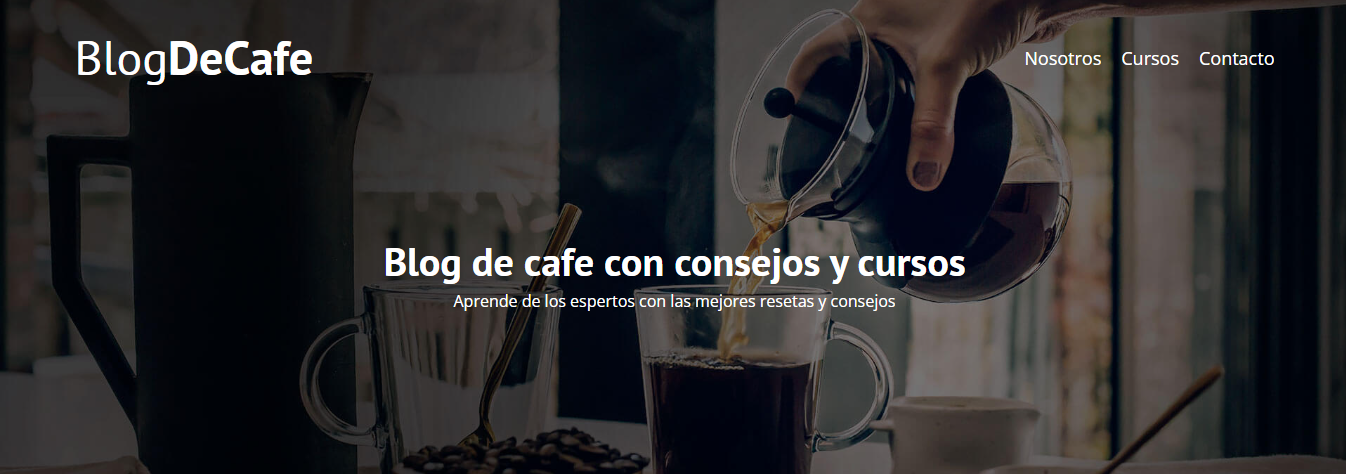 BlogDeCafe
Nosotros Cursos Contacto
Blog de cafe con consejos y cursos
Aprende de los espertos con las mejores resetas y consejos